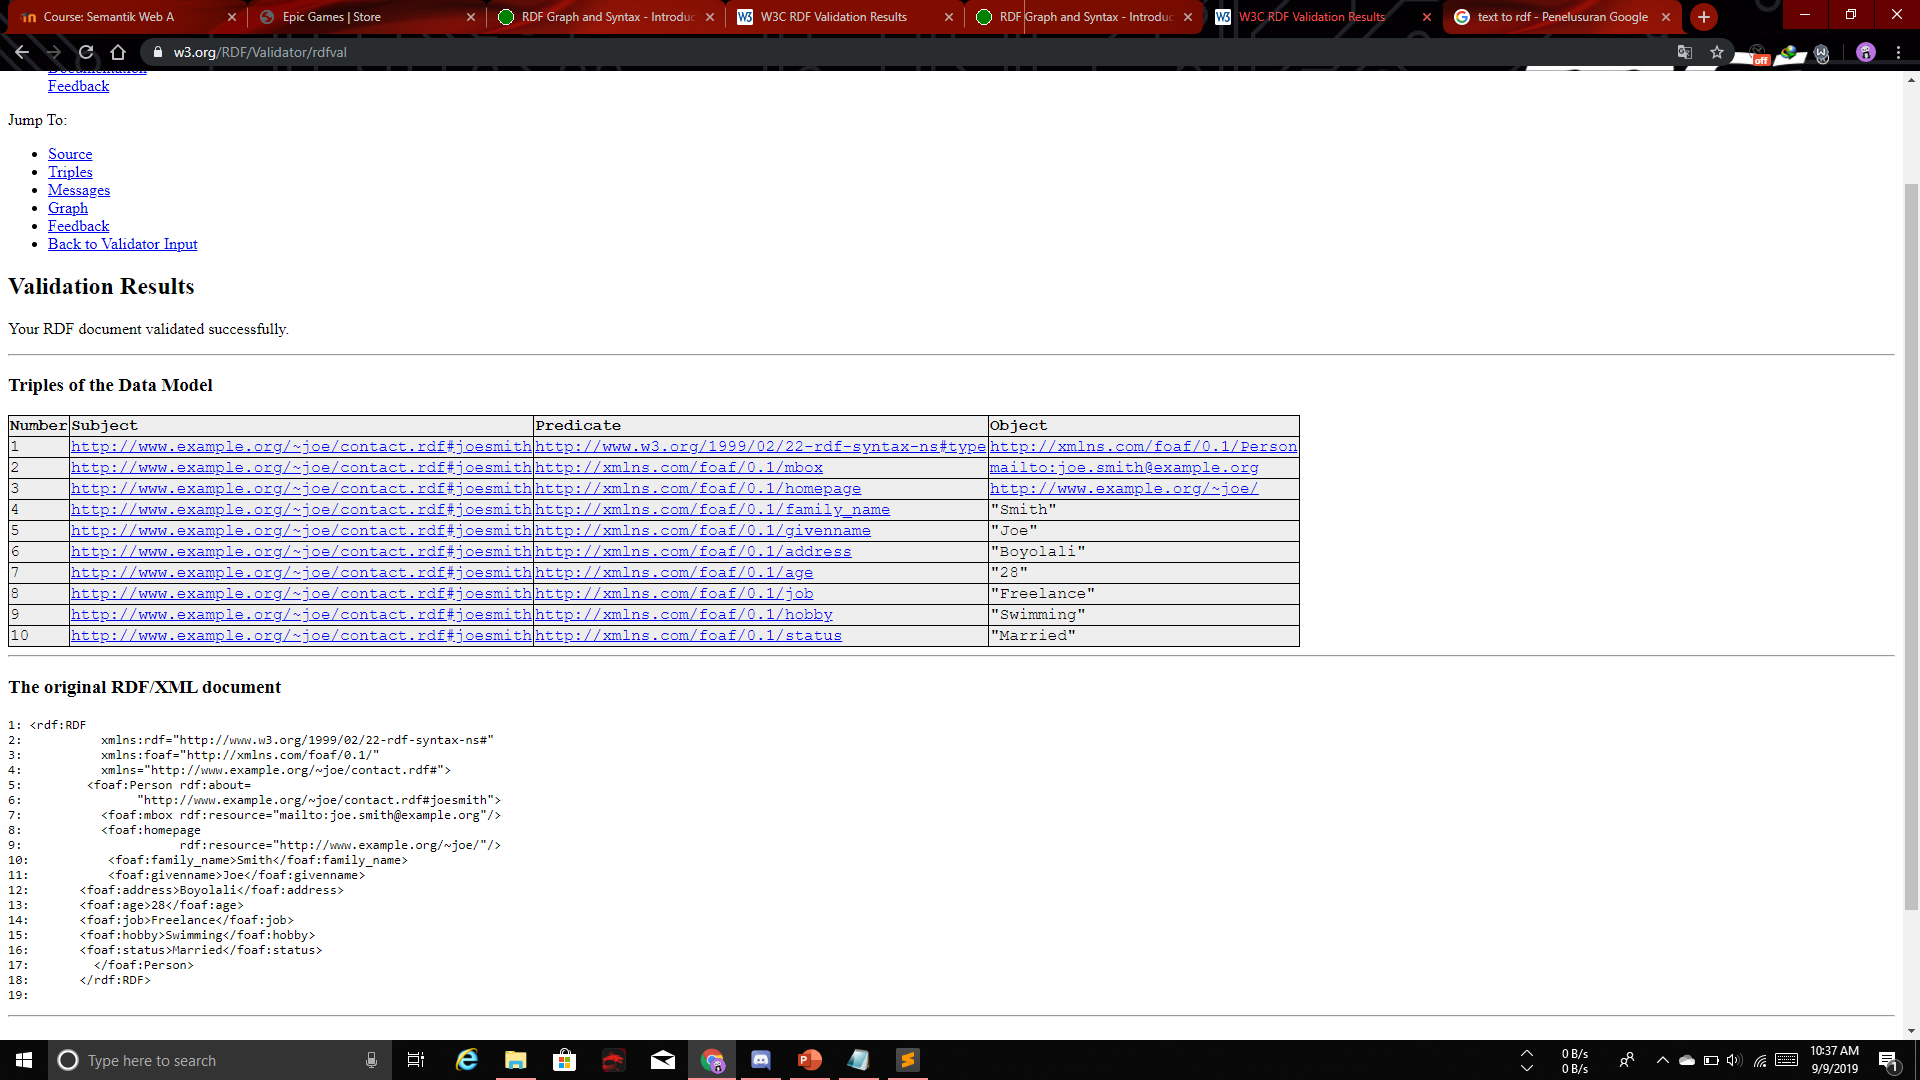 Course: Semantik Web A
Epic Games | Store
RDF Graph and Syntax - Introduc
W3C RDF Validation Results
RDF Graph and Syntax - Introduc
W3C RDF Validation Results
text to rdf - Penelusuran Google
w3.org/RDF/Validator/rdfval
off
Documentation
Feedback
Jump To:
Source
Triples
Messages
Graph
Feedback
Back to Validator Input
Validation Results
Your RDF document validated successfully.
Triples of the Data Model
Number Subject Predicate Object
1 http://www.example.org/~joe/contact.rdf#joesmith http://www.w3.org/1999/02/22-rdf-syntax-ns#type http://xmlns.com/foaf/0.1/Person
2 http://www.example.org/~joe/contact.rdf#joesmith http://xmlns.com/foaf/0.1/mbox mailto:joe.smith@example.org
3 http://www.example.org/~joe/contact.rdf#joesmith http://xmlns.com/foaf/0.1/homepage http://www.example.org/~joe/
4 http://www.example.org/~joe/contact.rdf#joesmith http://xmlns.com/foaf/0.1/family_name "Smith"
5 http://www.example.org/~joe/contact.rdf#joesmith http://xmlns.com/foaf/0.1/givenname "Joe"
6 http://www.example.org/~joe/contact.rdf#joesmith http://xmlns.com/foaf/0.1/address "Boyolali"
7 http://www.example.org/~joe/contact.rdf#joesmith http://xmlns.com/foaf/0.1/age "28"
8 http://www.example.org/~joe/contact.rdf#joesmith http://xmlns.com/foaf/0.1/job "Freelance"
9 http://www.example.org/~joe/contact.rdf#joesmith http://xmlns.com/foaf/0.1/hobby "Swimming"
10 http://www.example.org/~joe/contact.rdf#joesmith http://xmlns.com/foaf/0.1/status "Married"
The original RDF/XML document
1: <rdf:RDF
2: xmlns:rdf="http://www.w3.org/1999/02/22-rdf-syntax-ns#"
3: xmlns:foaf="http://xmlns.com/foaf/0.1/"
4: xmlns="http://www.example.org/~joe/contact.rdf#">
5: <foaf:Person rdf:about=
6: "http://www.example.org/~joe/contact.rdf#joesmith">
7: <foaf:mbox rdf:resource="mailto:joe.smith@example.org"/>
8: <foaf:homepage
9: rdf:resource="http://www.example.org/~joe/"/>
10: <foaf:family_name>Smith</foaf:family_name>
11: <foaf:givenname>Joe</foaf:givenname>
12: <foaf:address>Boyolali</foaf:address>
13: <foaf:age>28</foaf:age>
14: <foaf:job>Freelance</foaf:job>
15: <foaf:hobby>Swimming</foaf:hobby>
16: <foaf:status>Married</foaf:status>
17: </foaf:Person>
18: </rdf:RDF>
19:
Type here to search
0 B/s
0 B/s
10:37 AM
9/9/2019
1